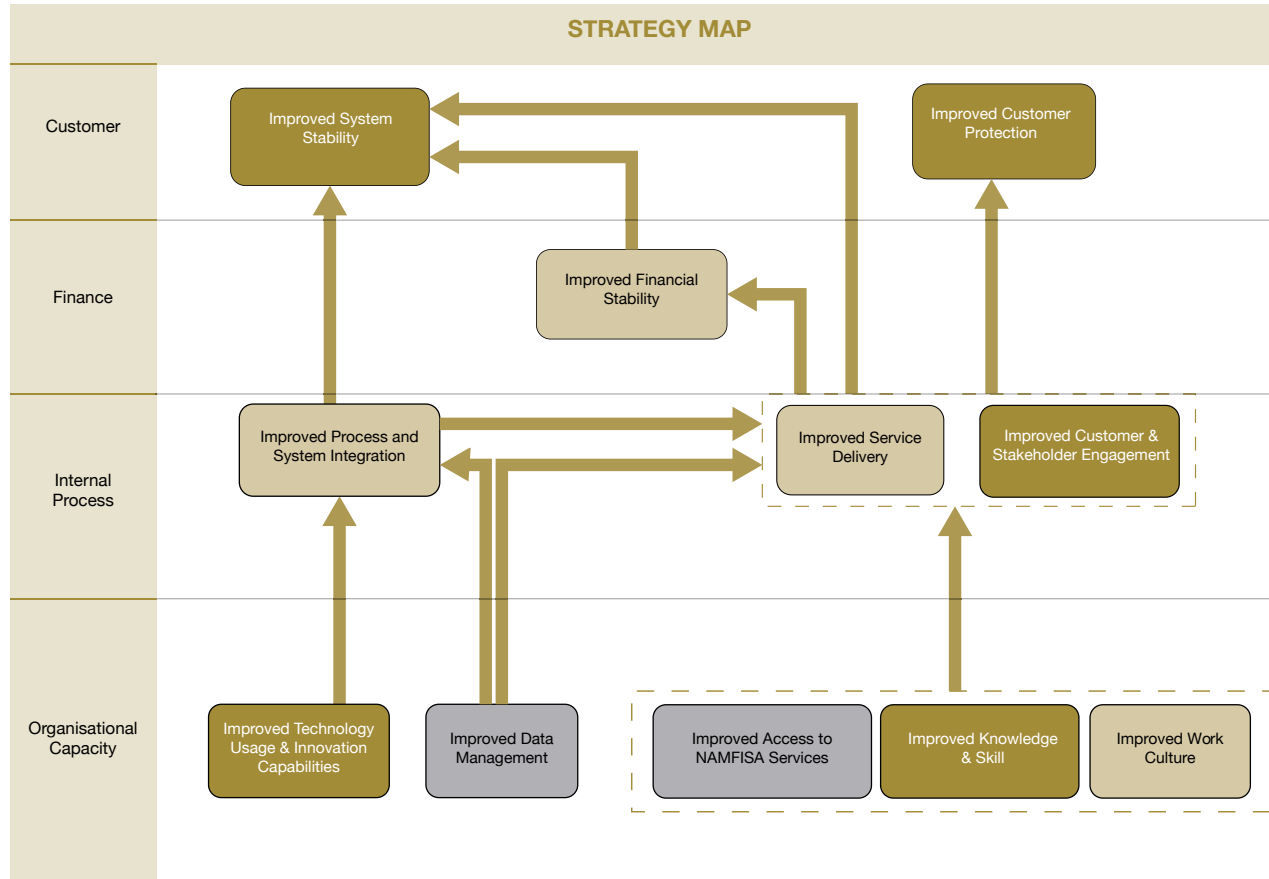 STRATEGY MAP
Customer
Improved System
Stability
Improved Customer
Protection
Finance
Improved Financial
Stability
Internal
Process
Improved Process and
System Integration
Improved Service
Delivery
Improved Customer &
Stakeholder Engagement
Organisational
Capacity
Improved Technology
Usage & Innovation
Capabilities
Improved Data
Management
Improved Access to
NAMFISA Services
Improved Knowledge
& Skill
Improved Work
Culture